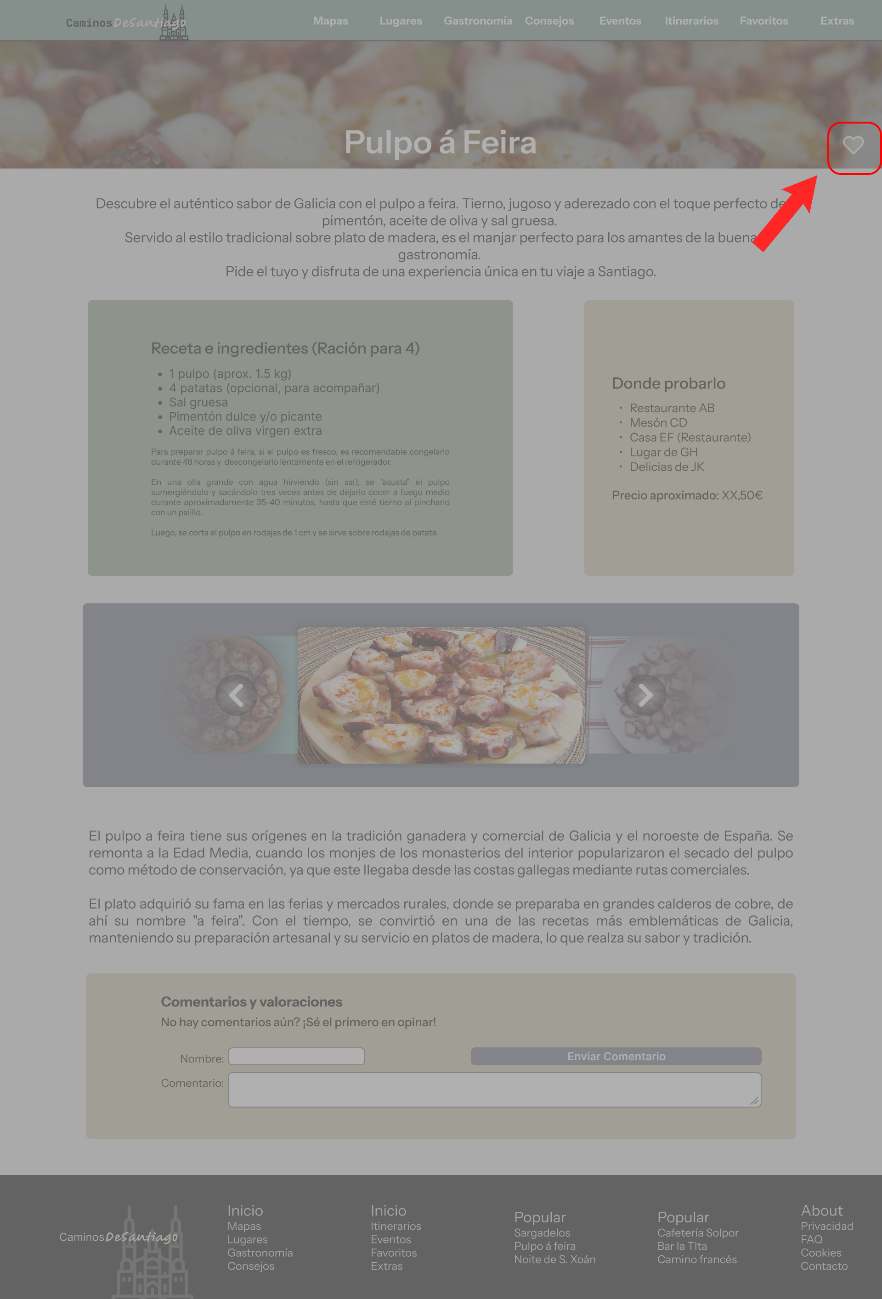 CaminosDeSantiago
Mapas Lugares Gastronomía Consejos Eventos Itinerarios Favoritos Extras
Pulpo á Feira
Descubre el auténtico sabor de Galicia con el pulpo a feira. Tierno, jugoso y aderezado con el toque perfecto de
pimentón, aceite de oliva y sal gruesa.
Servido al estilo tradicional sobre plato de madera, es el manjar perfecto para los amantes de la buena
gastronomía.
Pide el tuyo y disfruta de una experiencia única en tu viaje a Santiago.
Receta e ingredientes (Ración para 4)
• 1 pulpo (aprox. 1.5 kg)
• 4 patatas (opcional, para acompañar)
• Sal gruesa
• Pimentón dulce y/o picante
• Aceite de oliva virgen extra
Para preparar pulpo á feira, si el pulpo es fresco, es recomendable congelarlo
durante 48 horas y descongelarlo lentamente en el refrigerador.
En una olla grande con agua hirviendo (sin sal), se "asusta" el pulpo
sumergiéndolo y sacándolo tres veces antes de dejarlo cocer a fuego medio
durante aproximadamente 35-40 minutos, hasta que esté tierno al pincharlo
con un palillo.
Luego, se corta el pulpo en rodajas de 1 cm y se sirve sobre rodajas de patata.
Donde probarlo
• Restaurante AB
• Mesón CD
• Casa EF (Restaurante)
• Lugar de GH
• Delicias de JK
Precio aproximado: XX,50€
El pulpo a feira tiene sus orígenes en la tradición ganadera y comercial de Galicia y el noroeste de España. Se
remonta a la Edad Media, cuando los monjes de los monasterios del interior popularizaron el secado del pulpo
como método de conservación, ya que este llegaba desde las costas gallegas mediante rutas comerciales.
El plato adquirió su fama en las ferias y mercados rurales, donde se preparaba en grandes calderos de cobre, de
ahí su nombre "a feira". Con el tiempo, se convirtió en una de las recetas más emblemáticas de Galicia,
manteniendo su preparación artesanal y su servicio en platos de madera, lo que realza su sabor y tradición.
Comentarios y valoraciones
No hay comentarios aún? ¡Sé el primero en opinar!
Nombre:
Enviar Comentario
Comentario:
CaminosDeSantiago
Inicio
Mapas
Lugares
Gastronomía
Consejos
Inicio
Itinerarios
Eventos
Favoritos
Extras
Popular
Sargadelos
Pulpo á feira
Noite de S. Xoán
Popular
Cafetería Solpor
Bar la Tita
Camino francés
About
Privacidad
FAQ
Cookies
Contacto